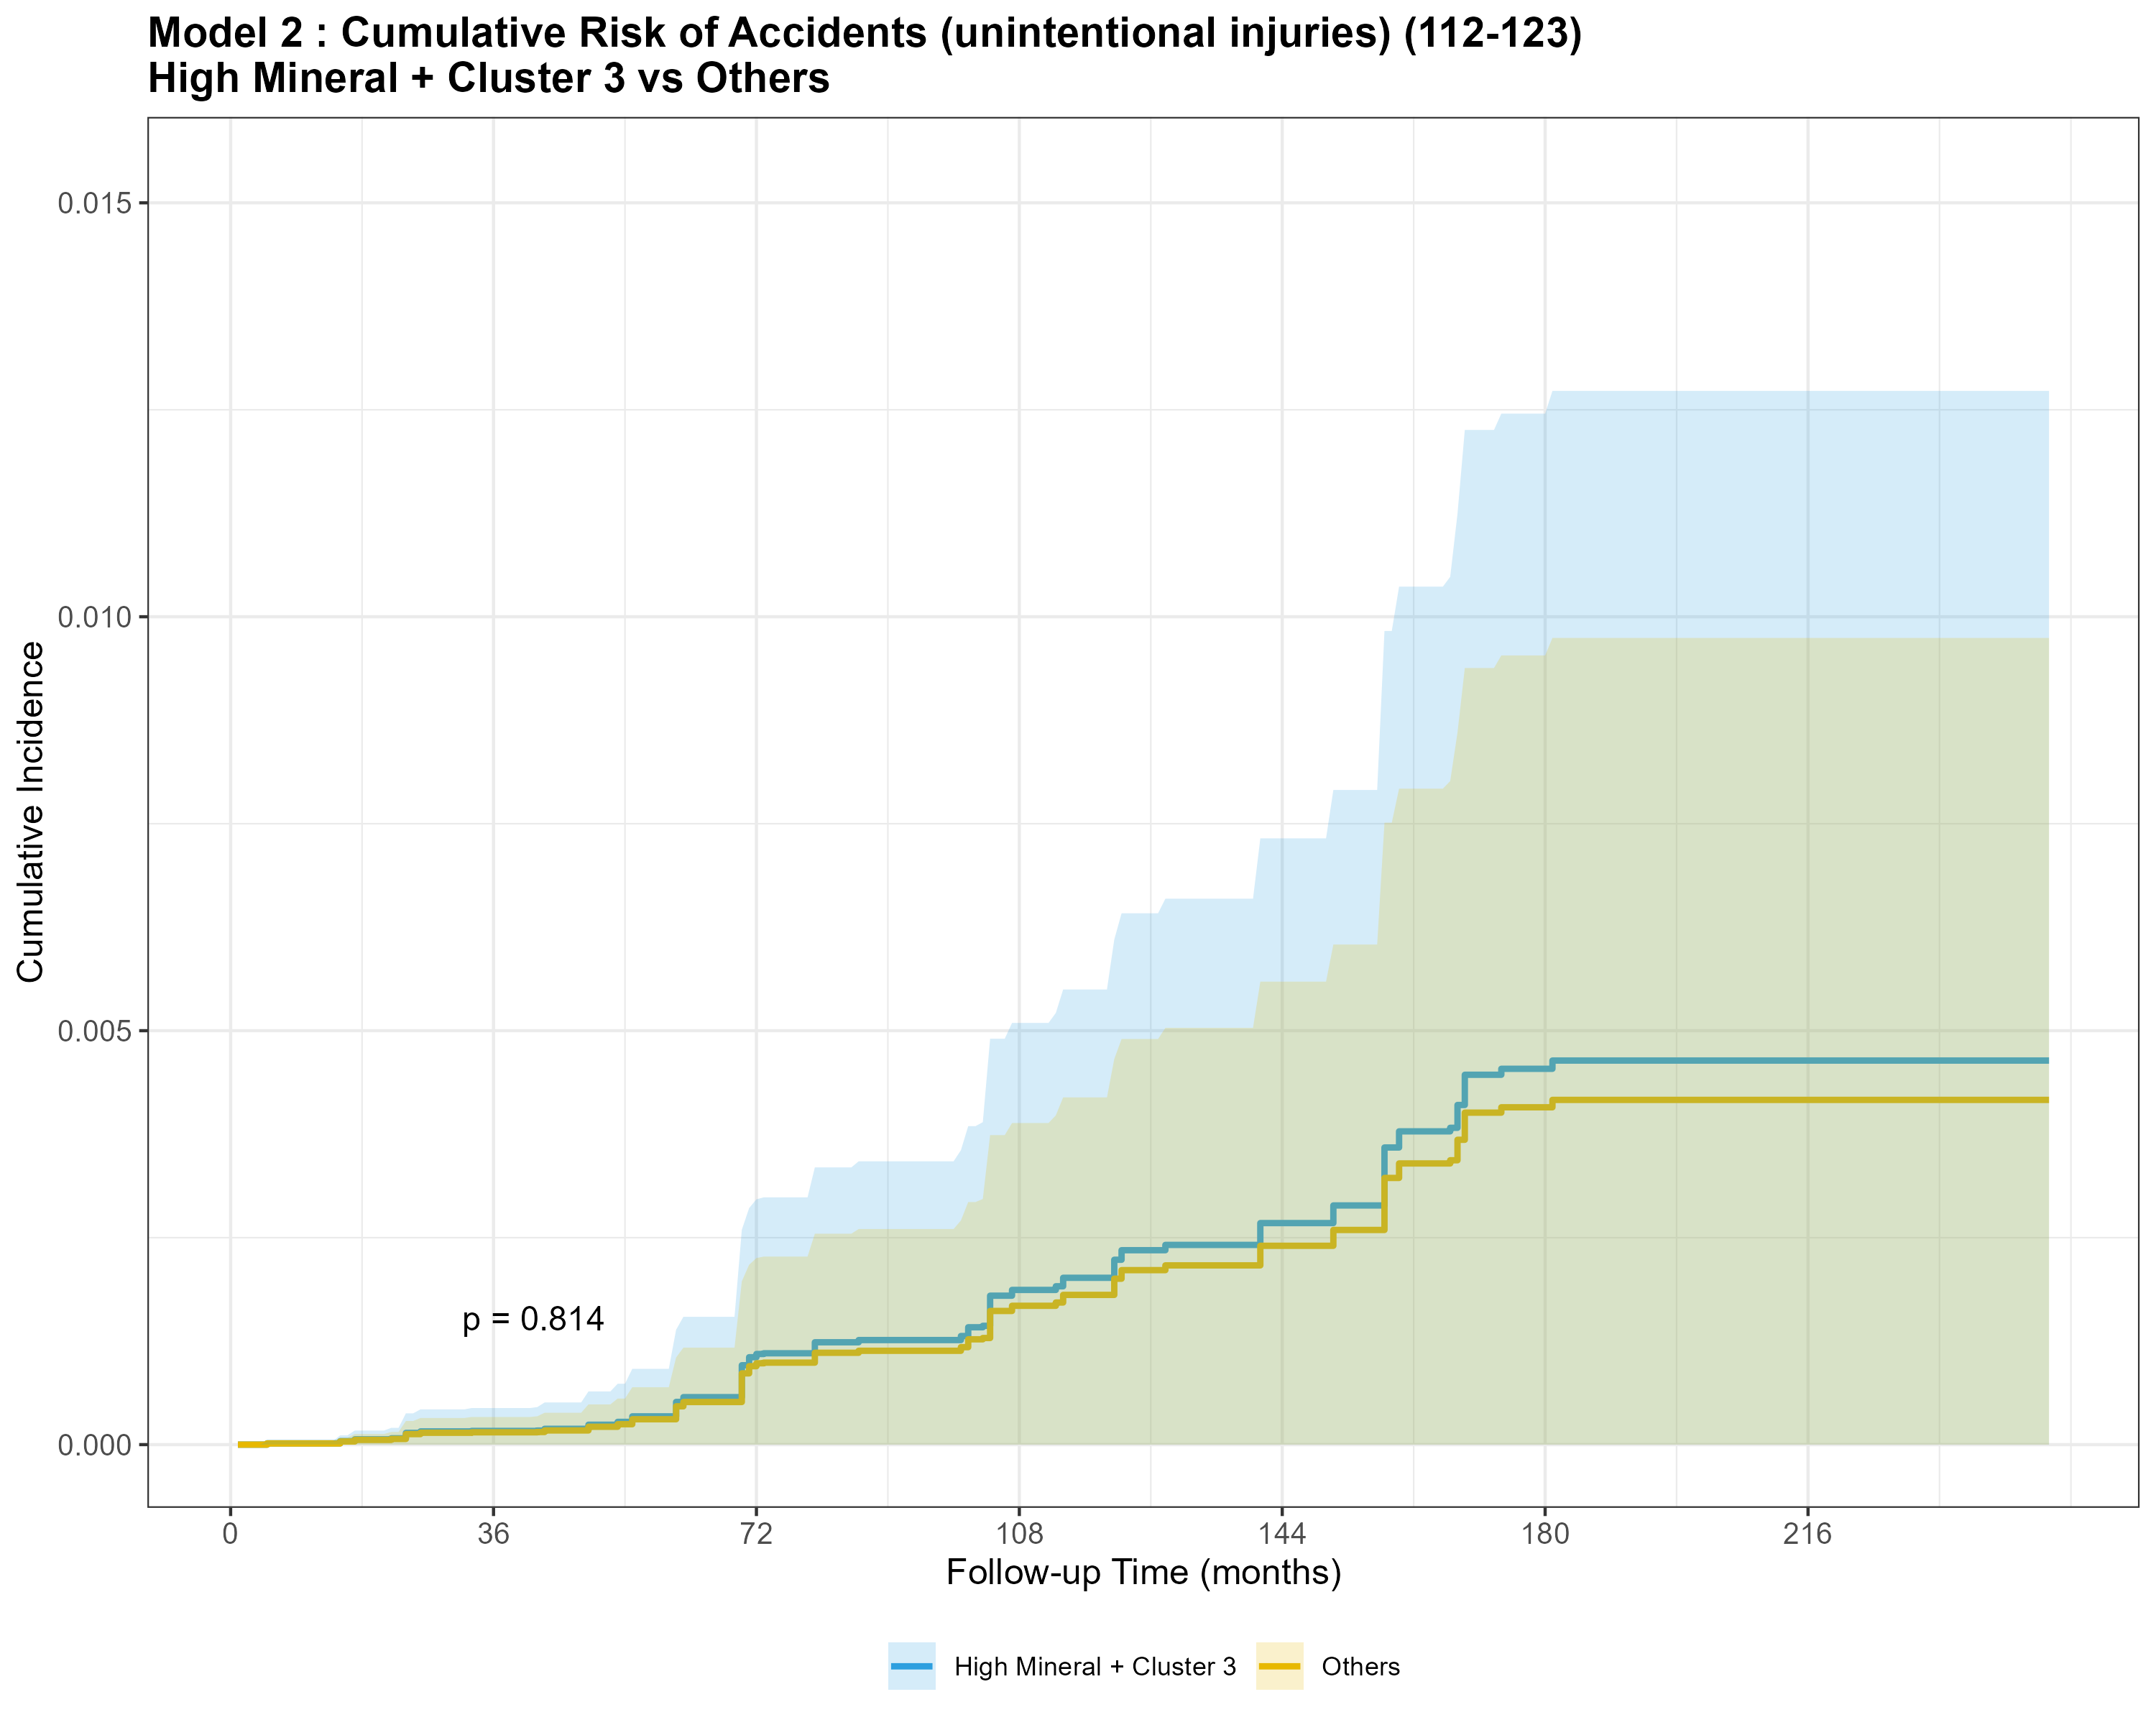 Model 2 : Cumulative Risk of Accidents (unintentional injuries) (112-123)
High Mineral + Cluster 3 vs Others
0.015
0.010
0.005
0.000
Cumulative Incidence
p = 0.814
0 36 72 108 144 180 216
Follow-up Time (months)
High Mineral + Cluster 3 Others